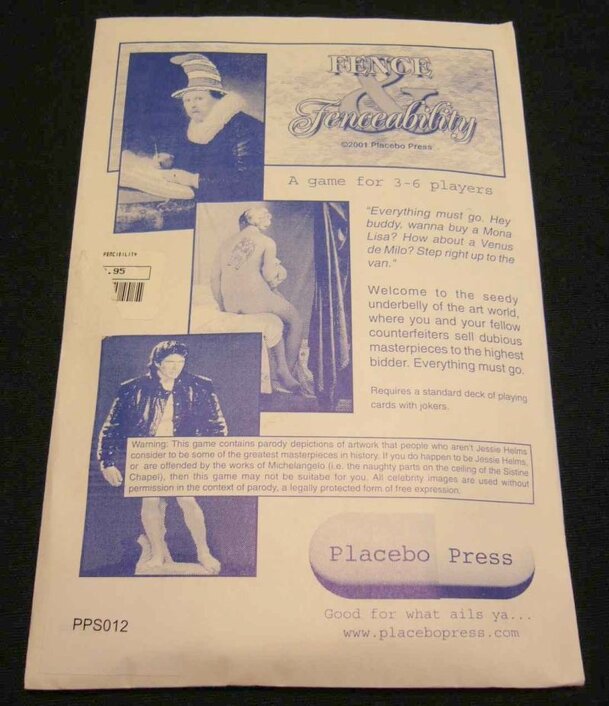 FENCE
&
Fenceability
©2001 Placebo Press
A game for 3-6 players
"Everything must go. Hey
buddy, wanna buy a Mona
Lisa? How about a Venus
de Milo? Step right up to the
van."
Welcome to the seedy
underbelly of the art world,
where you and your fellow
counterfeiters sell dubious
masterpieces to the highest
bidder. Everything must go.
Requires a standard deck of playing
cards with jokers.
FENCIBILITY
.95
Warning: This game contains parody depictions of artwork that people who aren't Jessie Helms
consider to be some of the greatest masterpieces in history. If you do happen to be Jessie Helms,
or are offended by the works of Michelangelo (i.e. the naughty parts on the ceiling of the Sistine
Chapel), then this game may not be suitabe for you. All celebrity images are used without
permission in the context of parody, a legally protected form of free expression.
Placebo Press
Good for what ails ya...
www.placebopress.com
PPS012